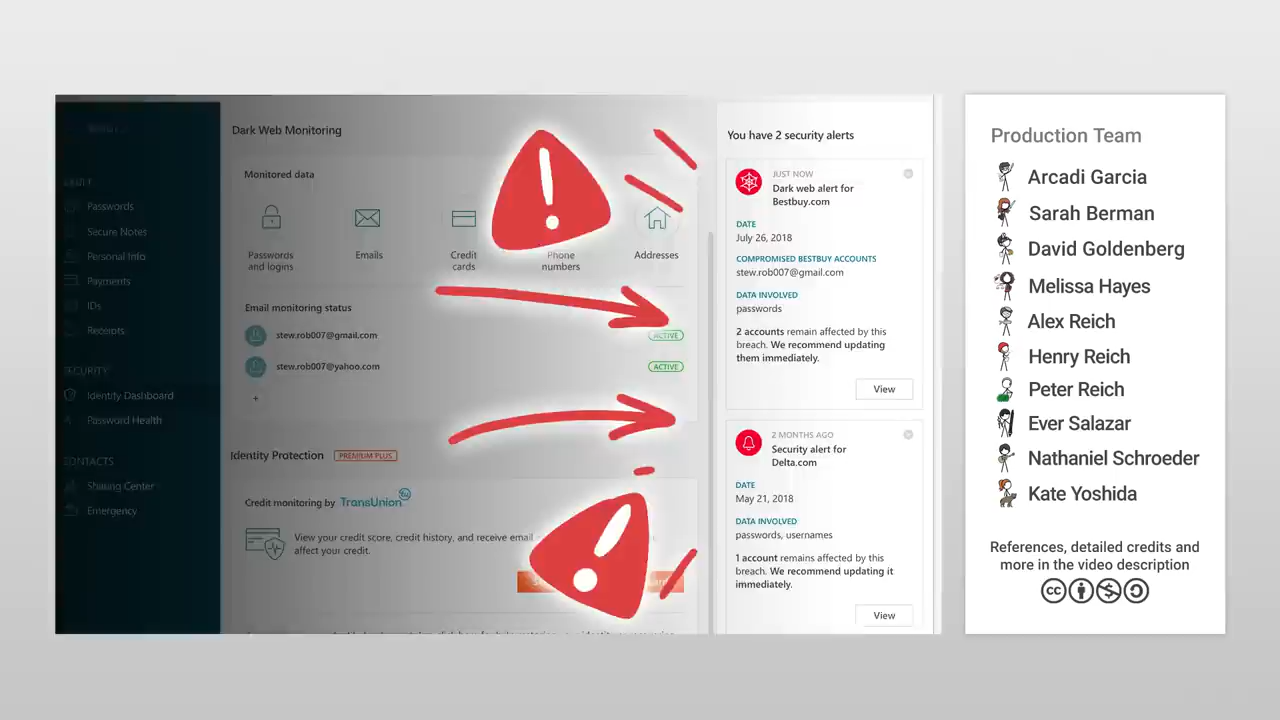 Dark Web Monitoring
Monitored data
Passwords
and logins
Emails
Credit
cards
Phone
numbers
Addresses
Email monitoring status
stew.rob007@gmail.com
ACTIVE
stew.rob007@yahoo.com
ACTIVE
+
Identity Protection
PREMIUM PLUS
Credit monitoring by TransUnion
View your credit score, credit history, and receive email
affect your credit.
Passwords
Secure Notes
Personal Info
Payments
IDs
Receipts
SECURITY
Identity Dashboard
Password Health
CONTACTS
Sharing Center
Emergency
You have 2 security alerts
JUST NOW
Dark web alert for
Bestbuy.com
DATE
July 26, 2018
COMPROMISED BESTBUY ACCOUNTS
stew.rob007@gmail.com
DATA INVOLVED
passwords
2 accounts remain affected by this
breach. We recommend updating
them immediately.
View
2 MONTHS AGO
Security alert for
Delta.com
DATE
May 21, 2018
DATA INVOLVED
passwords, usernames
1 account remains affected by this
breach. We recommend updating it
immediately.
View
Production Team
Arcadi Garcia
Sarah Berman
David Goldenberg
Melissa Hayes
Alex Reich
Henry Reich
Peter Reich
Ever Salazar
Nathaniel Schroeder
Kate Yoshida
References, detailed credits and
more in the video description